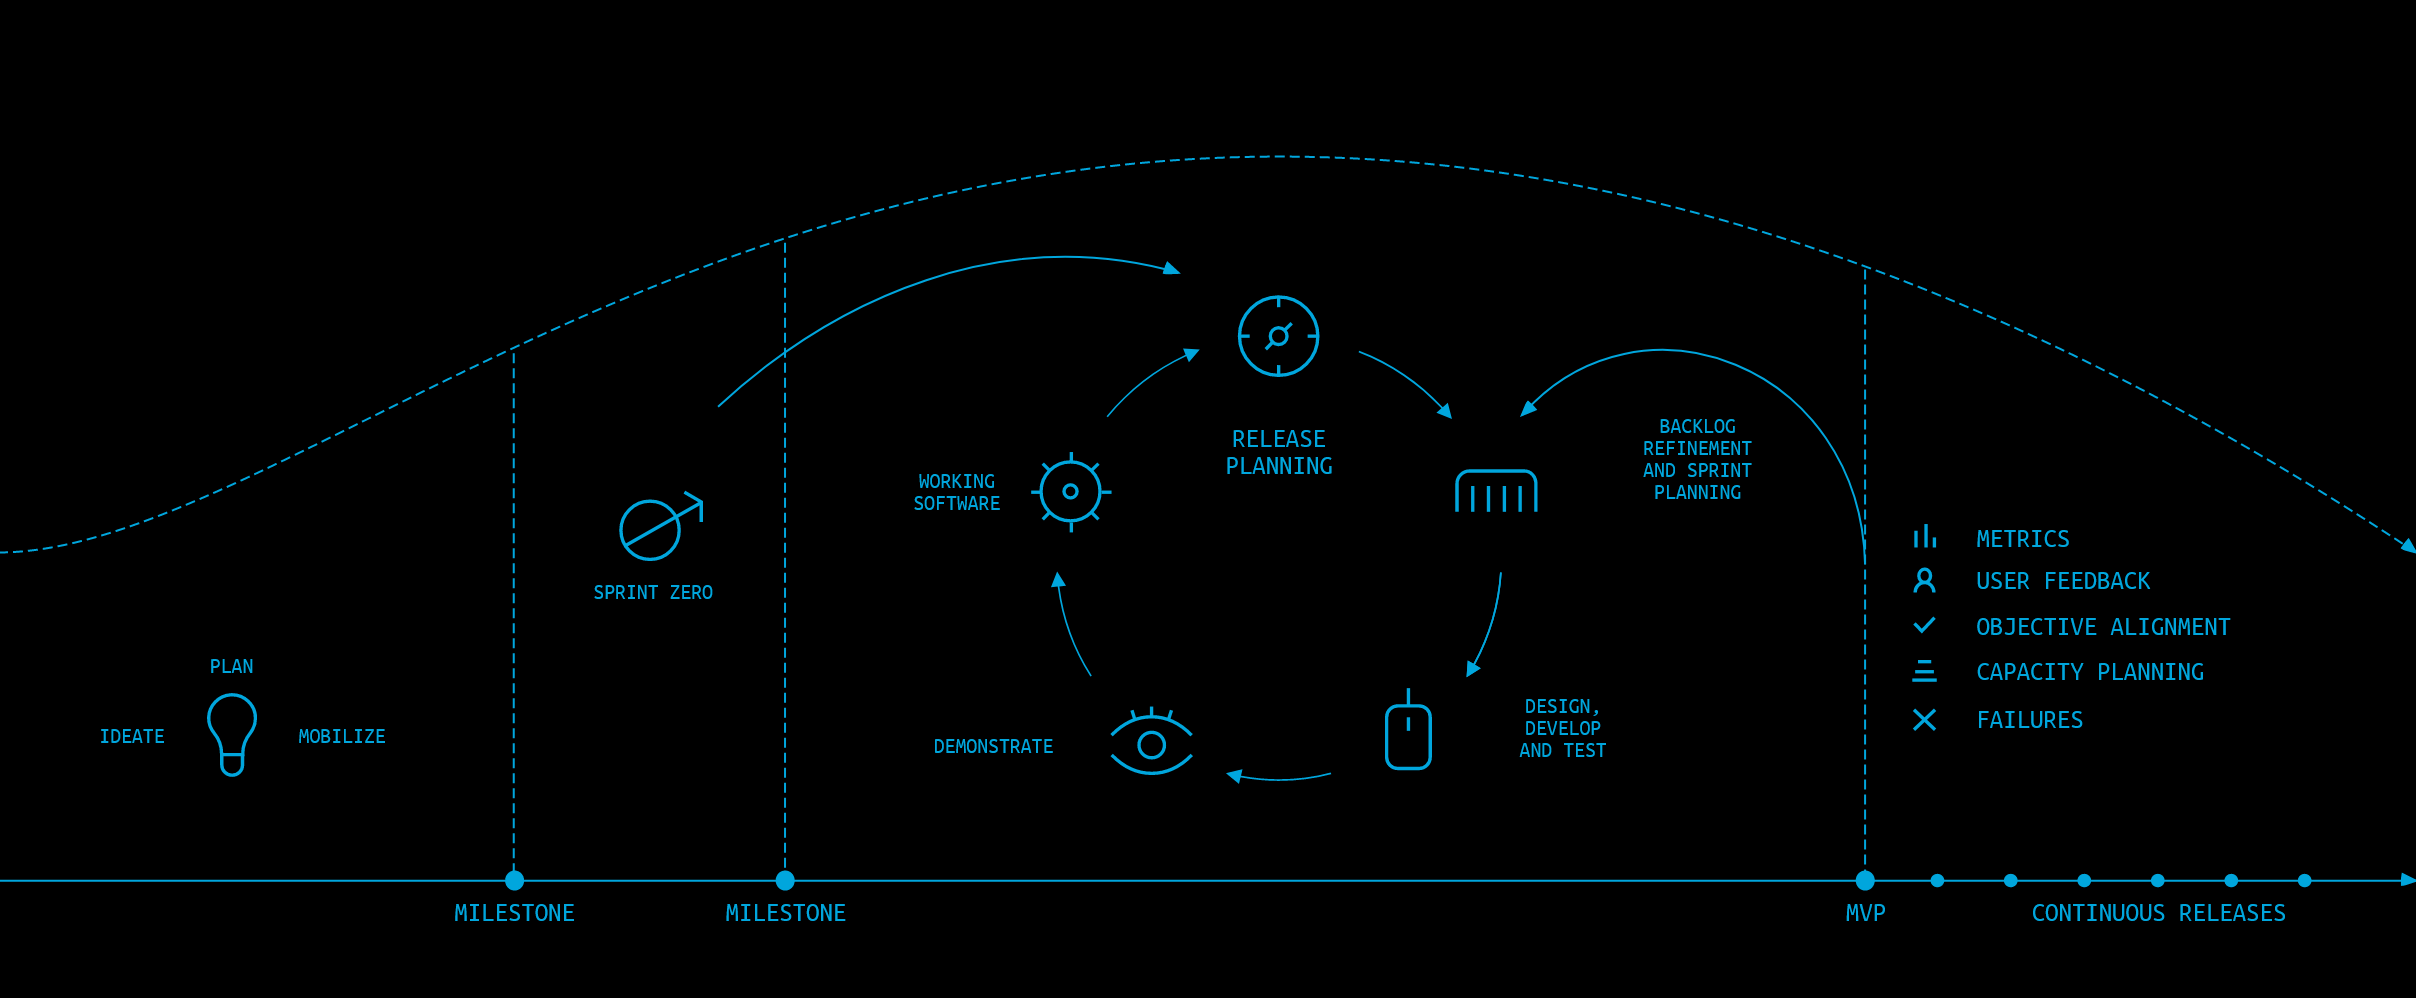 PLAN
IDEATE
MOBILIZE
SPRINT ZERO
RELEASE
PLANNING
BACKLOG
REFINEMENT
AND SPRINT
PLANNING
DESIGN,
DEVELOP
AND TEST
DEMONSTRATE
WORKING
SOFTWARE
METRICS
USER FEEDBACK
OBJECTIVE ALIGNMENT
CAPACITY PLANNING
FAILURES
MILESTONE
MILESTONE
MVP
CONTINUOUS RELEASES